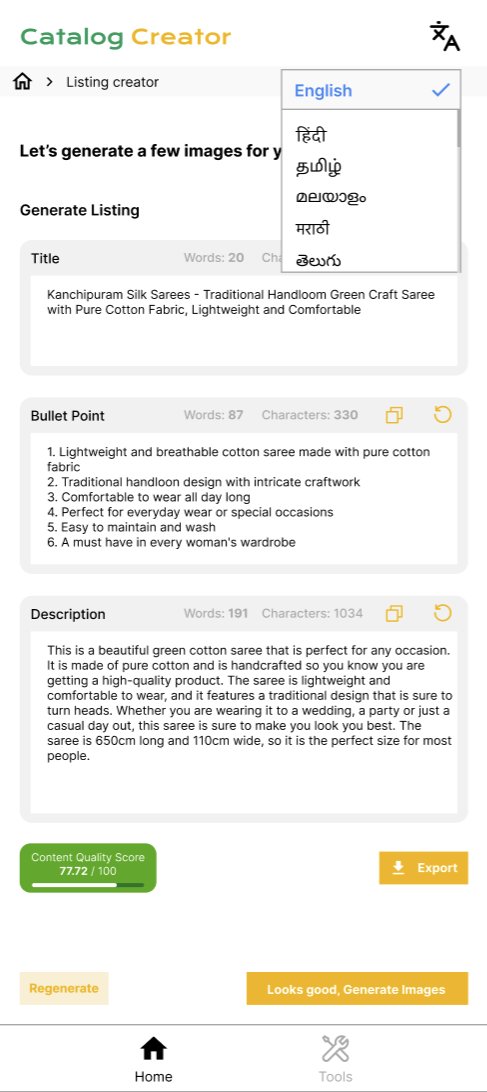 Catalog Creator
Listing creator
English
हिंदी
தமிழ்
മലയാളം
मराठी
తెలుగు
Let's generate a few images for y
Generate Listing
Title Words: 20 Cha
Kanchipuram Silk Sarees - Traditional Handloom Green Craft Saree
with Pure Cotton Fabric, Lightweight and Comfortable
Bullet Point Words: 87 Characters: 330
1. Lightweight and breathable cotton saree made with pure cotton
fabric
2. Traditional handloon design with intricate craftwork
3. Comfortable to wear all day long
4. Perfect for everyday wear or special occasions
5. Easy to maintain and wash
6. A must have in every woman's wardrobe
Description Words: 191 Characters: 1034
This is a beautiful green cotton saree that is perfect for any occasion.
It is made of pure cotton and is handcrafted so you know you are
getting a high-quality product. The saree is lightweight and
comfortable to wear, and it features a traditional design that is sure to
turn heads. Whether you are wearing it to a wedding, a party or just a
casual day out, this saree is sure to make you look you best. The
saree is 650cm long and 110cm wide, so it is the perfect size for most
people.
Content Quality Score
77.72 / 100
Export
Regenerate
Looks good, Generate Images
Home
Tools